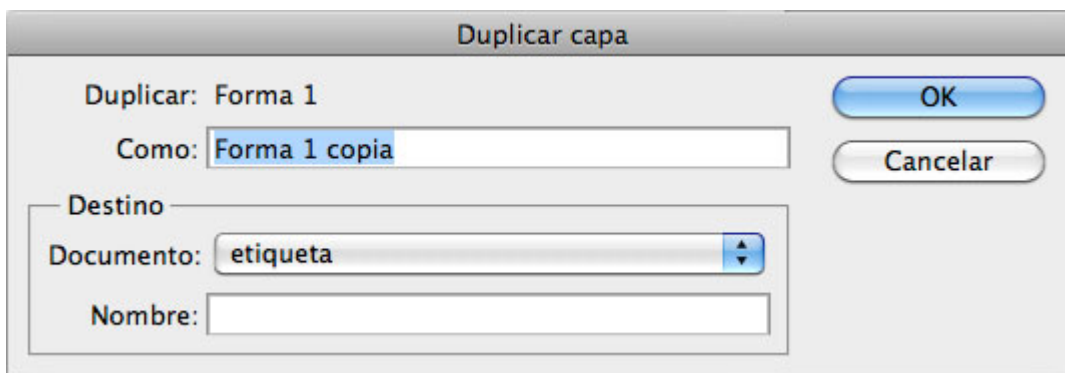 Duplicar capa
Duplicar: Forma 1
Como: Forma 1 copia
OK
Cancelar
Destino
Documento: etiqueta
Nombre: